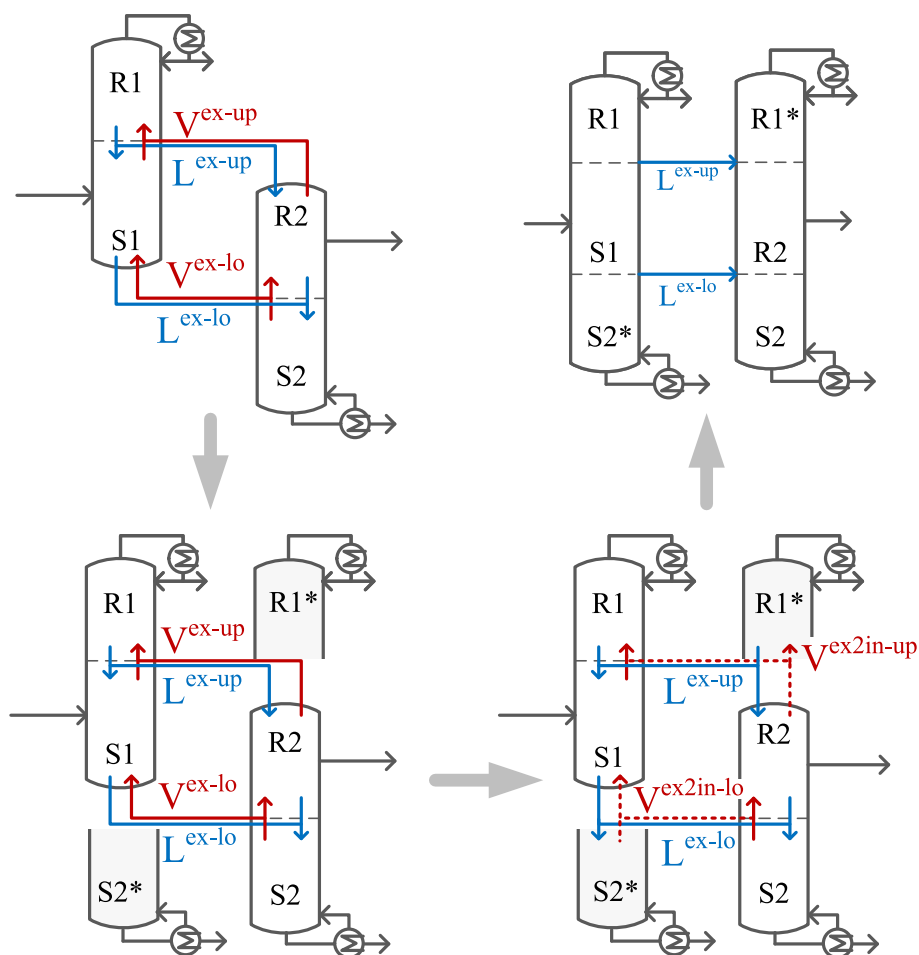 R1
V^ex-up
L^ex-up
R2
S1
V^ex-lo
L^ex-lo
S2
R1
R1*
L^ex-up
S1
R2
L^ex-lo
S2*
S2
R1
R1*
V^ex-up
L^ex-up
R2
S1
V^ex-lo
L^ex-lo
S2*
S2
R1
R1*
V^ex2in-up
L^ex-up
R2
S1
V^ex2in-lo
L^ex-lo
S2*
S2